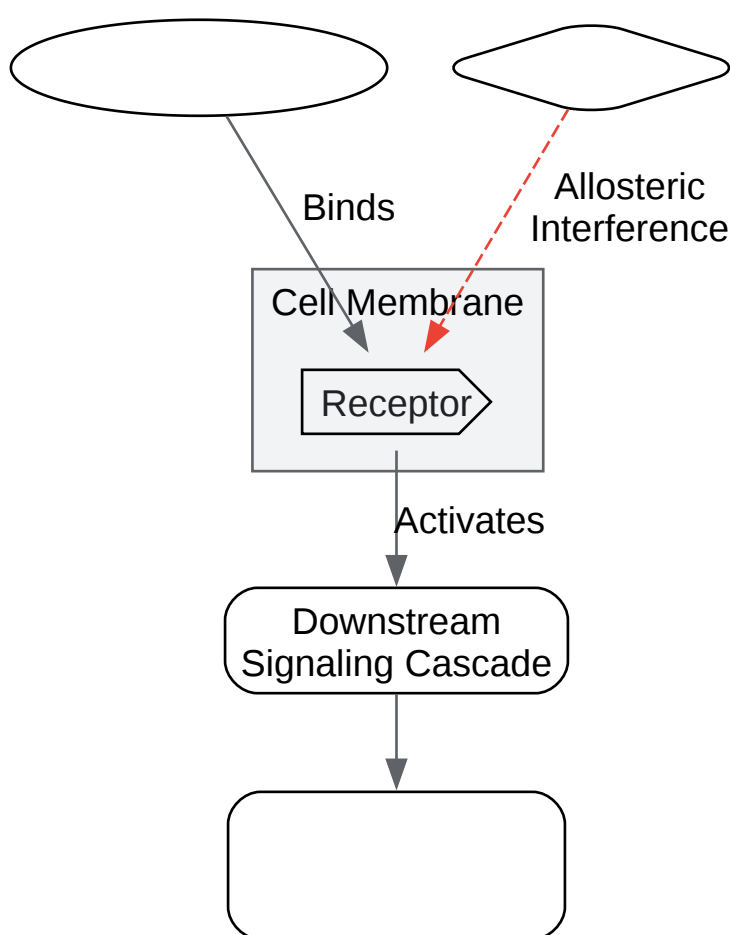 Binds
Allosteric
Interference
Cell Membrane
Receptor
Activates
Downstream
Signaling Cascade